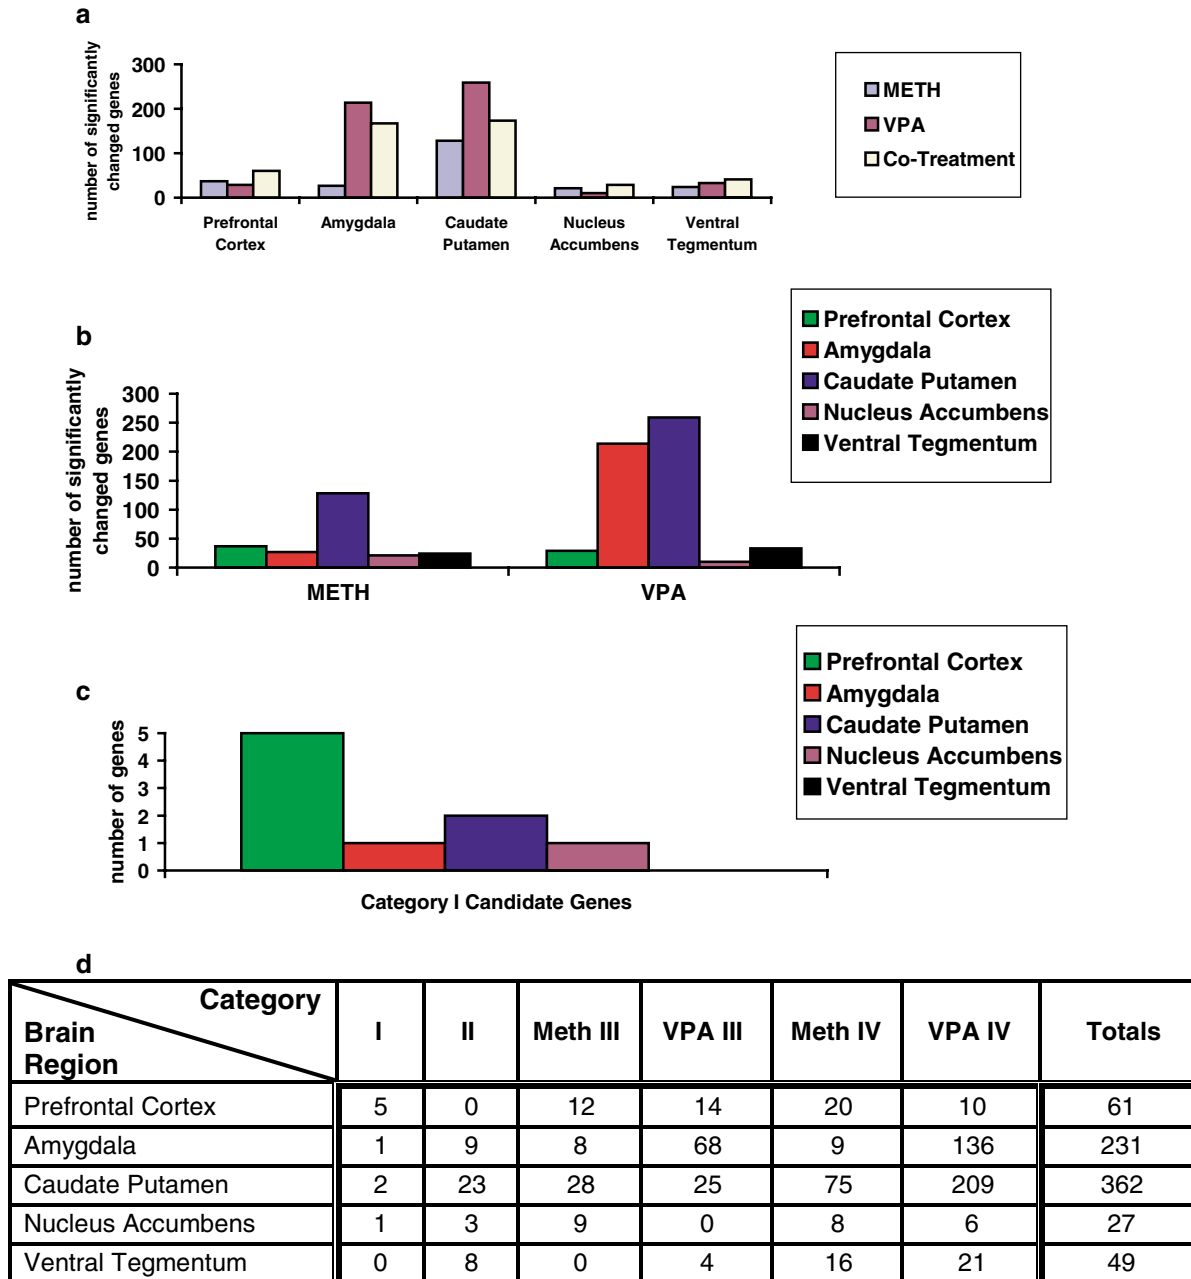 a
number of significantly
changed genes
300
200
100
0
Prefrontal
Cortex
Amygdala
Caudate
Putamen
Nucleus
Accumbens
Ventral
Tegmentum
METH
VPA
Co-Treatment
b
number of significantly
changed genes
300
250
200
150
100
50
0
METH
VPA
Prefrontal Cortex
Amygdala
Caudate Putamen
Nucleus Accumbens
Ventral Tegmentum
c
number of genes
5
4
3
2
1
0
Category I Candidate Genes
Prefrontal Cortex
Amygdala
Caudate Putamen
Nucleus Accumbens
Ventral Tegmentum
d
Category
Brain
Region
I II Meth III VPA III Meth IV VPA IV Totals
Prefrontal Cortex 5 0 12 14 20 10 61
Amygdala 1 9 8 68 9 136 231
Caudate Putamen 2 23 28 25 75 209 362
Nucleus Accumbens 1 3 9 0 8 6 27
Ventral Tegmentum 0 8 0 4 16 21 49